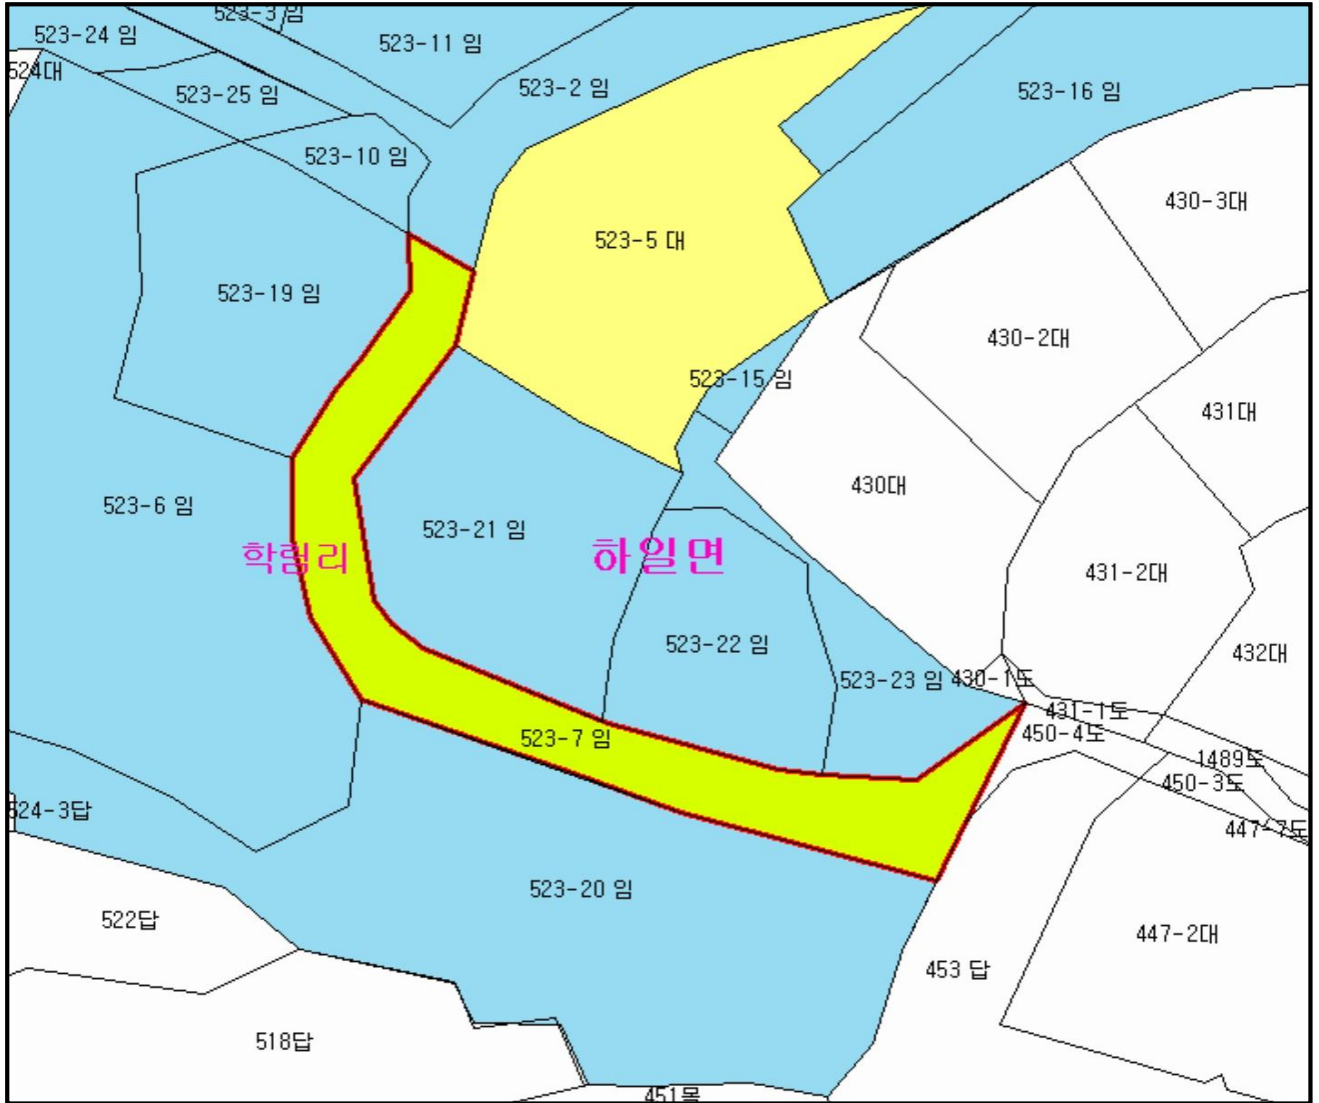 523-3 임
523-24 임
523-11 임
524대
523-25 임
523-2 임
523-16 임
523-10 임
430-3대
523-5 대
523-19 임
430-2대
523-15 임
431대
430대
523-6 임
523-21 임
학림리
하일면
431-2대
523-22 임
432대
523-23 임
430-1도
431-1도
523-7 임
450-4도
1489도
450-3도
524-3답
447-7도
523-20 임
522답
447-2대
453 답
518답
451목